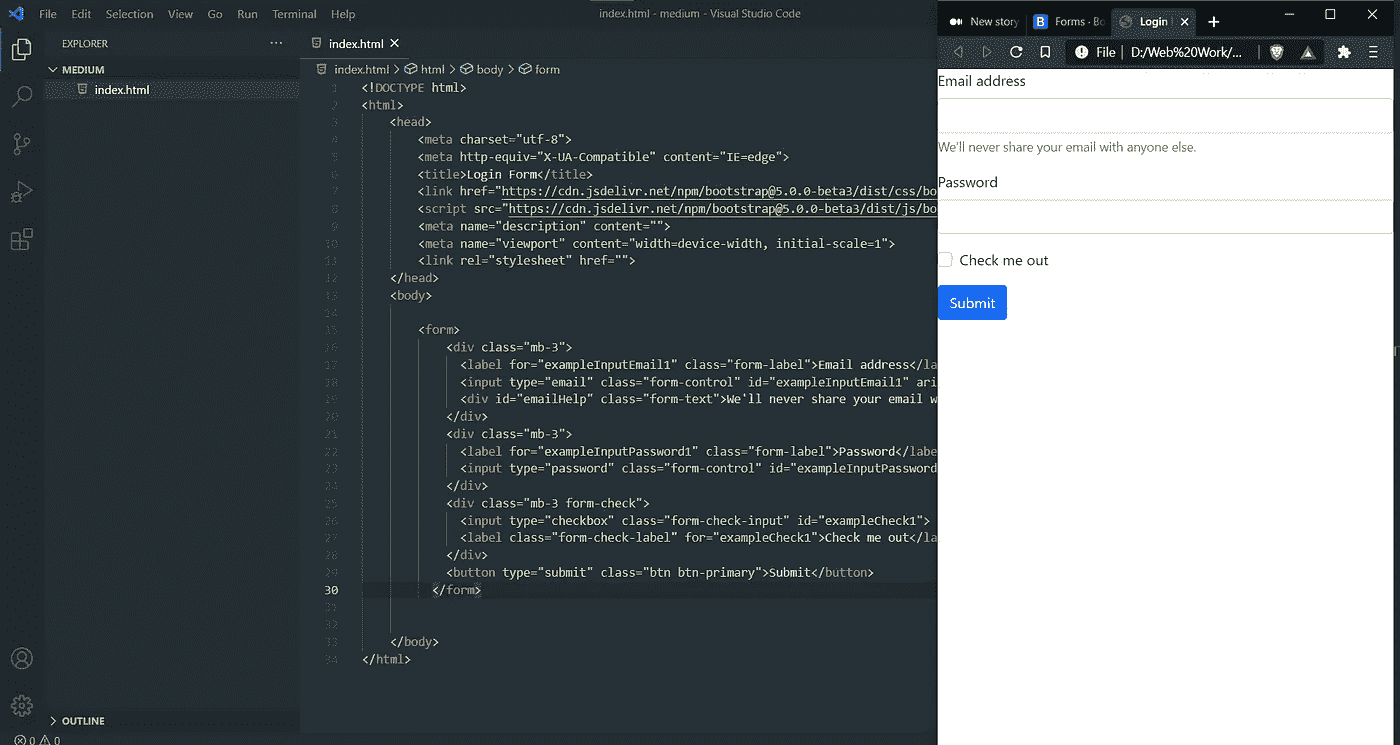 File Edit Selection View Go Run Terminal Help
index.html - medium - Visual Studio Code
EXPLORER
MEDIUM
index.html
OUTLINE
0 0
index.html
index.html > html > body > form
1 <!DOCTYPE html>
2 <html>
3 <head>
4 <meta charset="utf-8">
5 <meta http-equiv="X-UA-Compatible" content="IE=edge">
6 <title>Login Form</title>
7 <link href="https://cdn.jsdelivr.net/npm/bootstrap@5.0.0-beta3/dist/css/bo
8 <script src="https://cdn.jsdelivr.net/npm/bootstrap@5.0.0-beta3/dist/js/bo
9 <meta name="description" content="">
10 <meta name="viewport" content="width=device-width, initial-scale=1">
11 <link rel="stylesheet" href="">
12 </head>
13 <body>
14
15 <form>
16 <div class="mb-3">
17 <label for="exampleInputEmail1" class="form-label">Email address</la
18 <input type="email" class="form-control" id="exampleInputEmail1" ari
19 <div id="emailHelp" class="form-text">We'll never share your email w
20 </div>
21 <div class="mb-3">
22 <label for="exampleInputPassword1" class="form-label">Password</labe
23 <input type="password" class="form-control" id="exampleInputPassword
24 </div>
25 <div class="mb-3 form-check">
26 <input type="checkbox" class="form-check-input" id="exampleCheck1">
27 <label class="form-check-label" for="exampleCheck1">Check me out</la
28 </div>
29 <button type="submit" class="btn btn-primary">Submit</button>
30 </form>
31
32
33 </body>
34 </html>
New story
B Forms · Bo
Login
File D:/Web%20Work/...
Email address
We'll never share your email with anyone else.
Password
Check me out
Submit